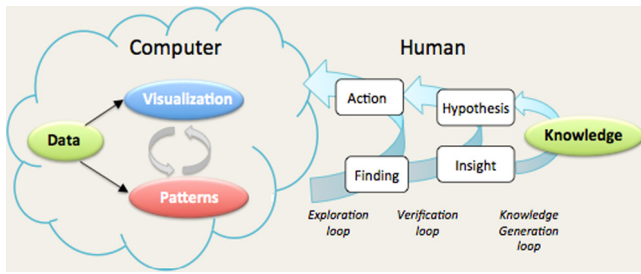 Computer
Human
Visualization
Data
Patterns
Action
Hypothesis
Knowledge
Finding
Insight
Exploration
loop
Verification
loop
Knowledge
Generation
loop